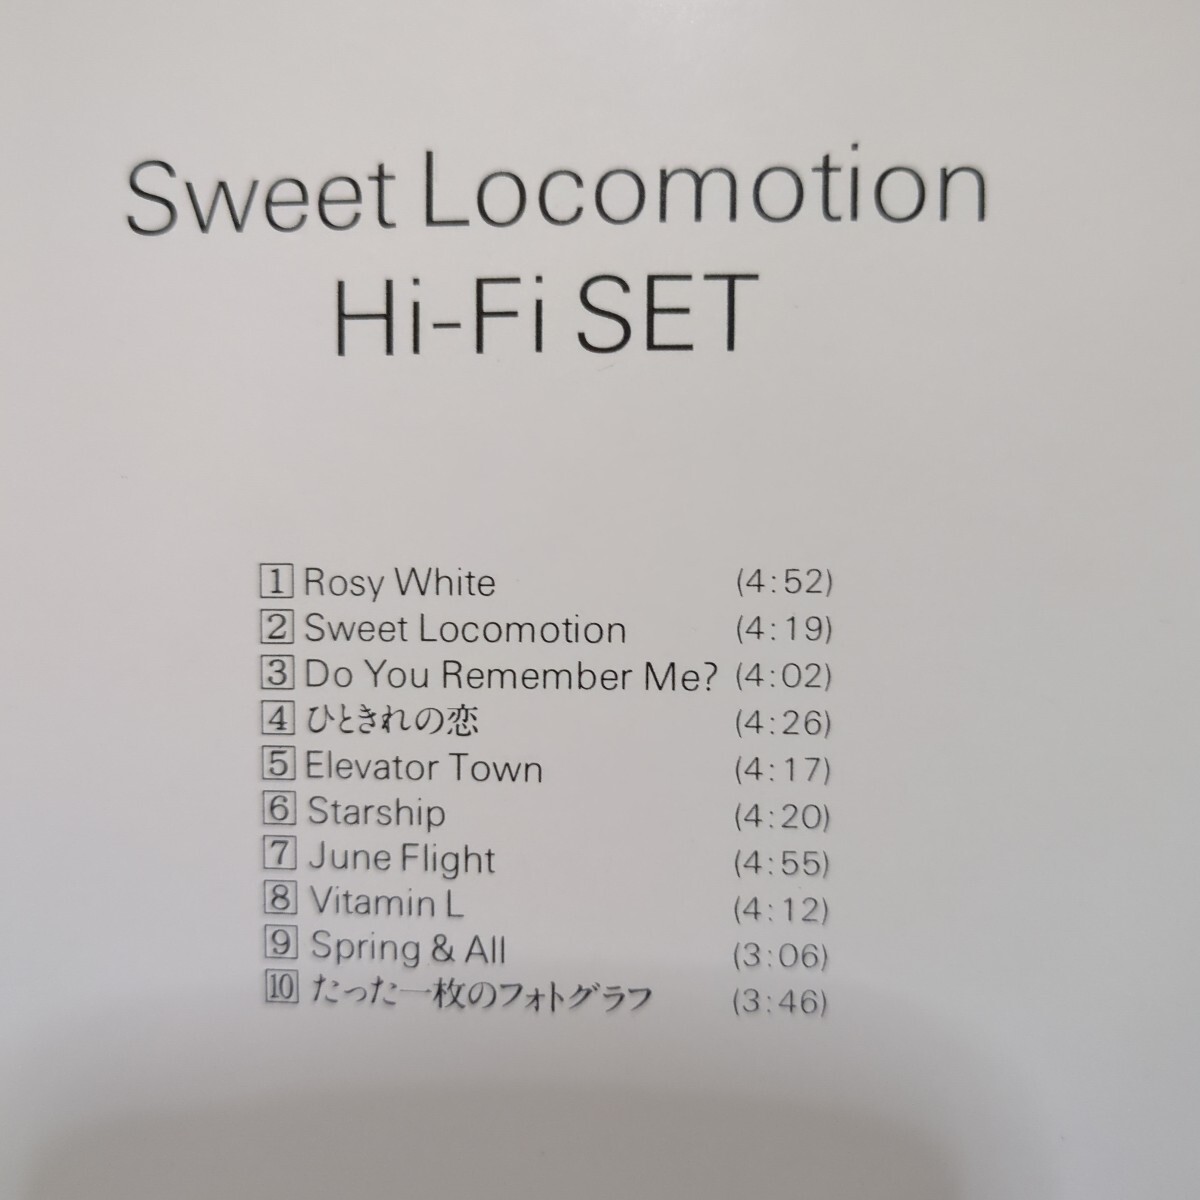 Sweet Locomotion
Hi-Fi SET
1 Rosy White (4:52)
2 Sweet Locomotion (4:19)
3 Do You Remember Me? (4:02)
4 ひときれの恋 (4:26)
5 Elevator Town (4:17)
6 Starship (4:20)
7 June Flight (4:55)
8 Vitamin L (4:12)
9 Spring & All (3:06)
10 たった一枚のフォトグラフ (3:46)